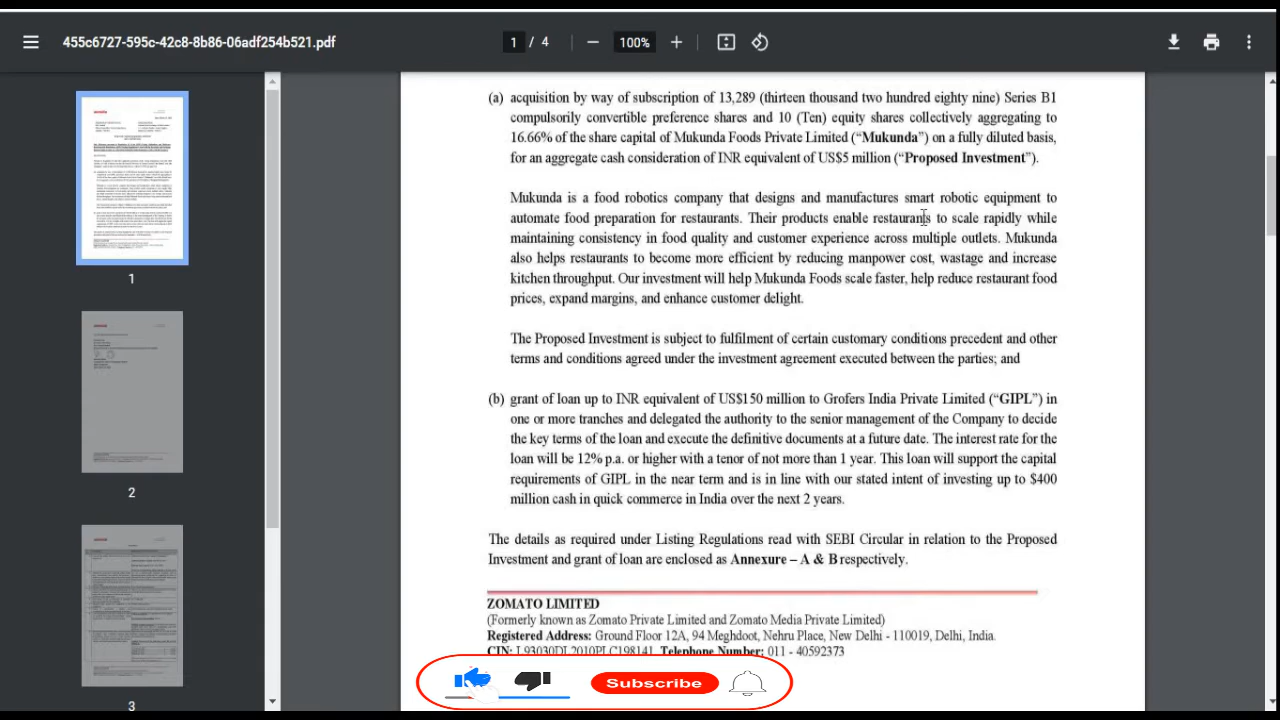 455c6727-595c-42c8-8b86-06adf254b521.pdf
1 / 4
100%
(a) acquisition by way of subscription of 13,289 (thirteen thousand two hundred eighty nine) Series B1
compulsorily convertible preference shares and 10 (Ten) equity shares collectively aggregating to
16.66% of the share capital of Mukunda Foods Private Limited (“Mukunda”) on a fully diluted basis,
for an aggregate cash consideration of INR equivalent of US$5 million (“Proposed Investment”).
Mukunda is a food robotics company that designs and manufactures smart robotic equipment to
automate food preparation for restaurants. Their products enable restaurants to scale rapidly while
maintaining consistency in food quality and customer experience across multiple outlets. Mukunda
also helps restaurants to become more efficient by reducing manpower cost, wastage and increase
kitchen throughput. Our investment will help Mukunda Foods scale faster, help reduce restaurant food
prices, expand margins, and enhance customer delight.
The Proposed Investment is subject to fulfilment of certain customary conditions precedent and other
terms and conditions agreed under the investment agreement executed between the parties; and
(b) grant of loan up to INR equivalent of US$150 million to Grofers India Private Limited (“GIPL”) in
one or more tranches and delegated the authority to the senior management of the Company to decide
the key terms of the loan and execute the definitive documents at a future date. The interest rate for the
loan will be 12% p.a. or higher with a tenor of not more than 1 year. This loan will support the capital
requirements of GIPL in the near term and is in line with our stated intent of investing up to $400
million cash in quick commerce in India over the next 2 years.
The details as required under Listing Regulations read with SEBI Circular in relation to the Proposed
Investment and grant of loan are enclosed as Annexure – A & B respectively.
ZOMATO LIMITED
(Formerly known as Zomato Private Limited and Zomato Media Private Limited)
Registered Address: Ground Floor 12A, 94 Meghdoot, Nehru Place, New Delhi - 110019, Delhi, India.
CIN: L93030DL2010PLC198141, Telephone Number: 011 - 40592373
Subscribe
1
2
3